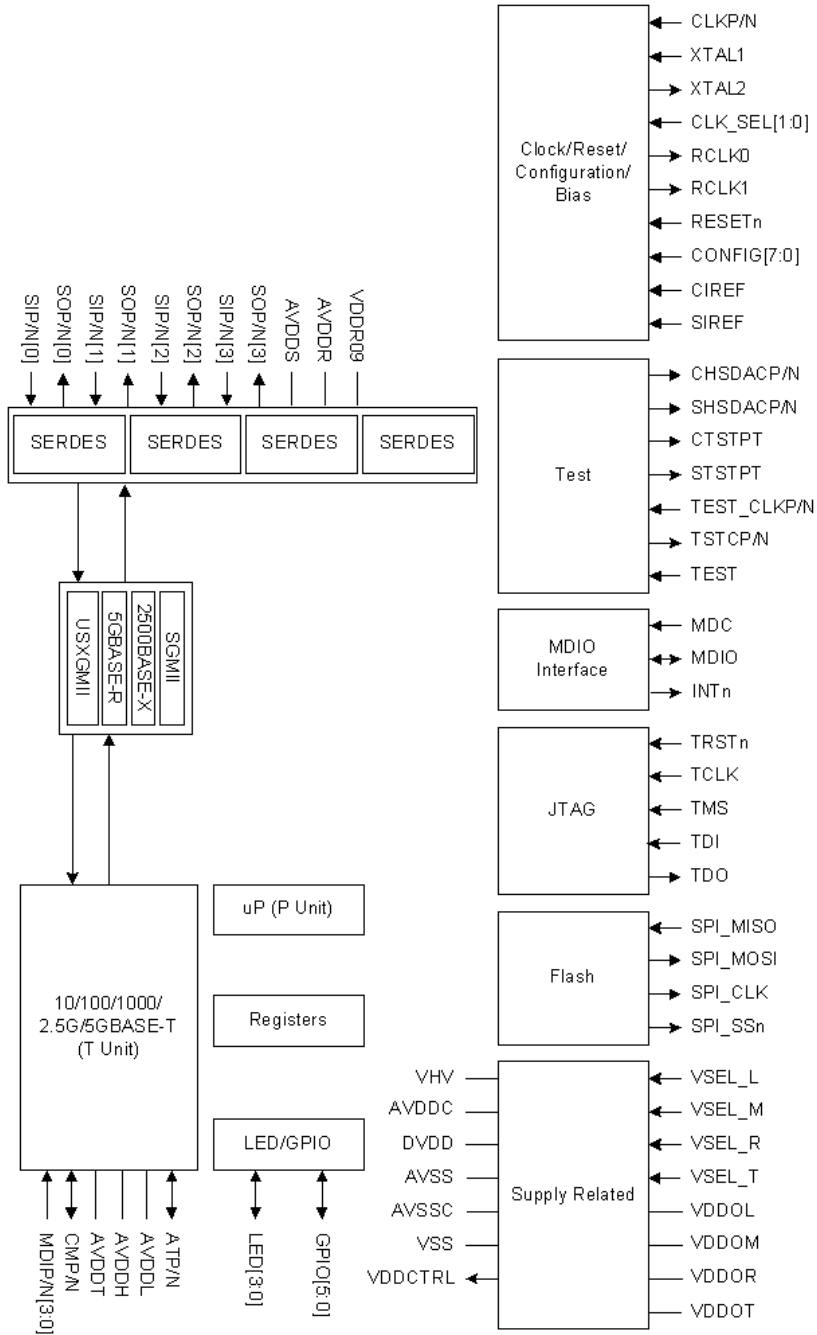 CLKP/N
XTAL1
XTAL2
CLK_SEL[1:0]
RCLK0
RCLK1
RESETn
CONFIG[7:0]
CIREF
SIREF
Clock/Reset/
Configuration/
Bias
SIP/N[0]
SOP/N[0]
SIP/N[1]
SOP/N[1]
SIP/N[2]
SOP/N[2]
SIP/N[3]
SOP/N[3]
AVDDS
AVDDR
VDDR09
SERDES
SERDES
SERDES
SERDES
CHSDACP/N
SHSDACP/N
CTSTPT
STSTPT
TEST_CLKP/N
TSTCP/N
TEST
Test
USXGMII
5GBASE-R
2500BASE-X
SGMII
MDIO
Interface
MDC
MDIO
INTn
JTAG
TRSTn
TCLK
TMS
TDI
TDO
10/100/1000/
2.5G/5GBASE-T
(T Unit)
uP (P Unit)
Registers
LED/GPIO
Flash
SPI_MISO
SPI_MOSI
SPI_CLK
SPI_SSn
MDIP/N[3:0]
CMP/N
AVDDT
AVDDH
AVDDL
ATP/N
LED[3:0]
GPIO[5:0]
VHV
AVDDC
DVDD
AVSS
AVSSC
VSS
VDDCTRL
Supply Related
VSEL_L
VSEL_M
VSEL_R
VSEL_T
VDDOL
VDDOM
VDDOR
VDDOT